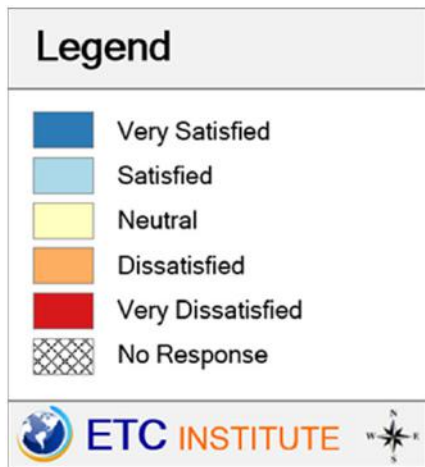 Legend
Very Satisfied
Satisfied
Neutral
Dissatisfied
Very Dissatisfied
No Response
ETC INSTITUTE
N
W E
S